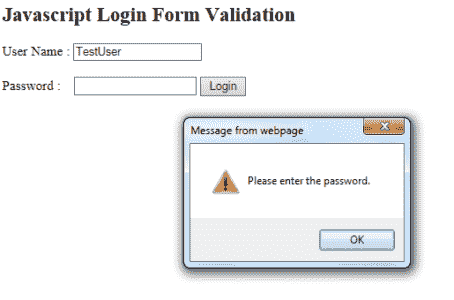 Javascript Login Form Validation
User Name : TestUser
Password : Login
Message from webpage
Please enter the password.
OK